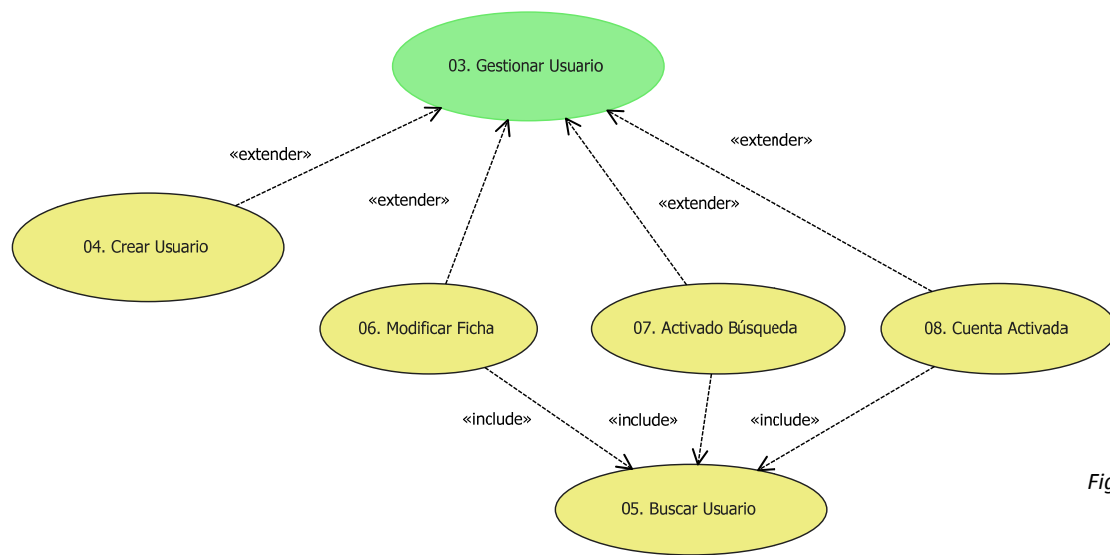 03. Gestionar Usuario
«extender»
«extender»
«extender»
«extender»
04. Crear Usuario
06. Modificar Ficha
07. Activado Búsqueda
08. Cuenta Activada
«include»
«include»
«include»
05. Buscar Usuario
Fig